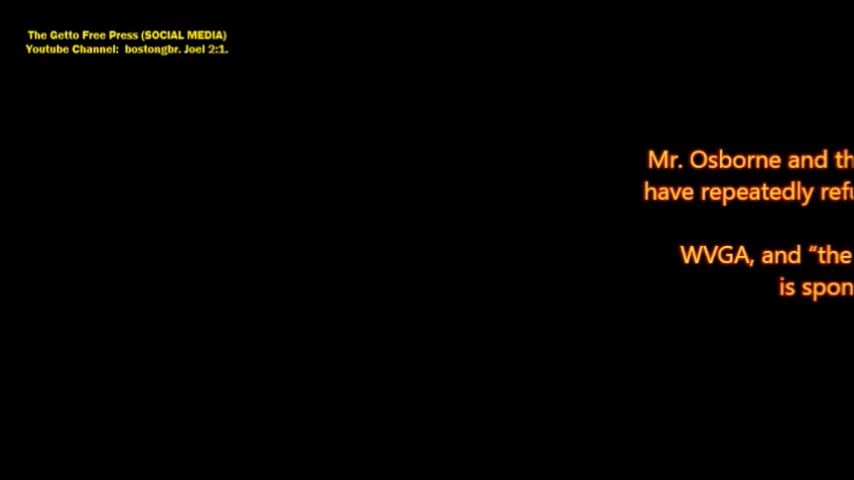 The Getto Free Press (SOCIAL MEDIA)
Youtube Channel: bostongbr. Joel 2:1.
Mr. Osborne and th
have repeatedly refu
WVGA, and “the
is spon